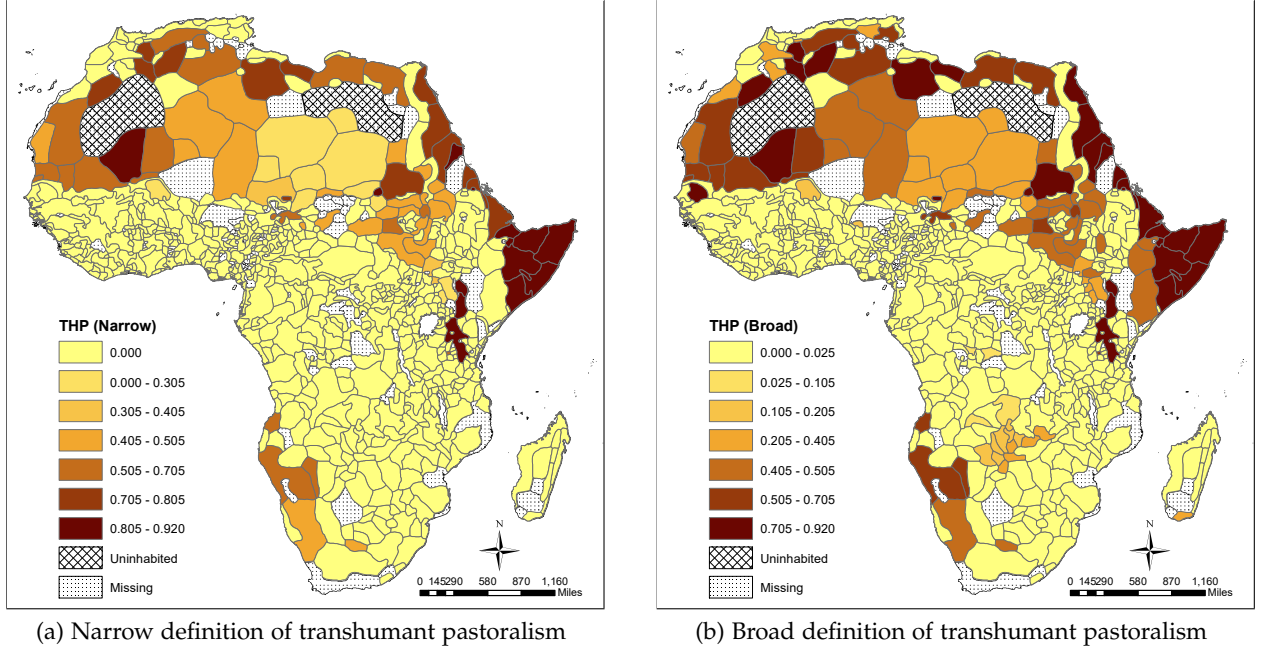 THP (Narrow)
0.000
0.000 - 0.305
0.305 - 0.405
0.405 - 0.505
0.505 - 0.705
0.705 - 0.805
0.805 - 0.920
Uninhabited
Missing
N
0 145290 580 870 1,160
Miles
(a) Narrow definition of transhumant pastoralism
THP (Broad)
0.000 - 0.025
0.025 - 0.105
0.105 - 0.205
0.205 - 0.405
0.405 - 0.505
0.505 - 0.705
0.705 - 0.920
Uninhabited
Missing
N
0 145290 580 870 1,160
Miles
(b) Broad definition of transhumant pastoralism